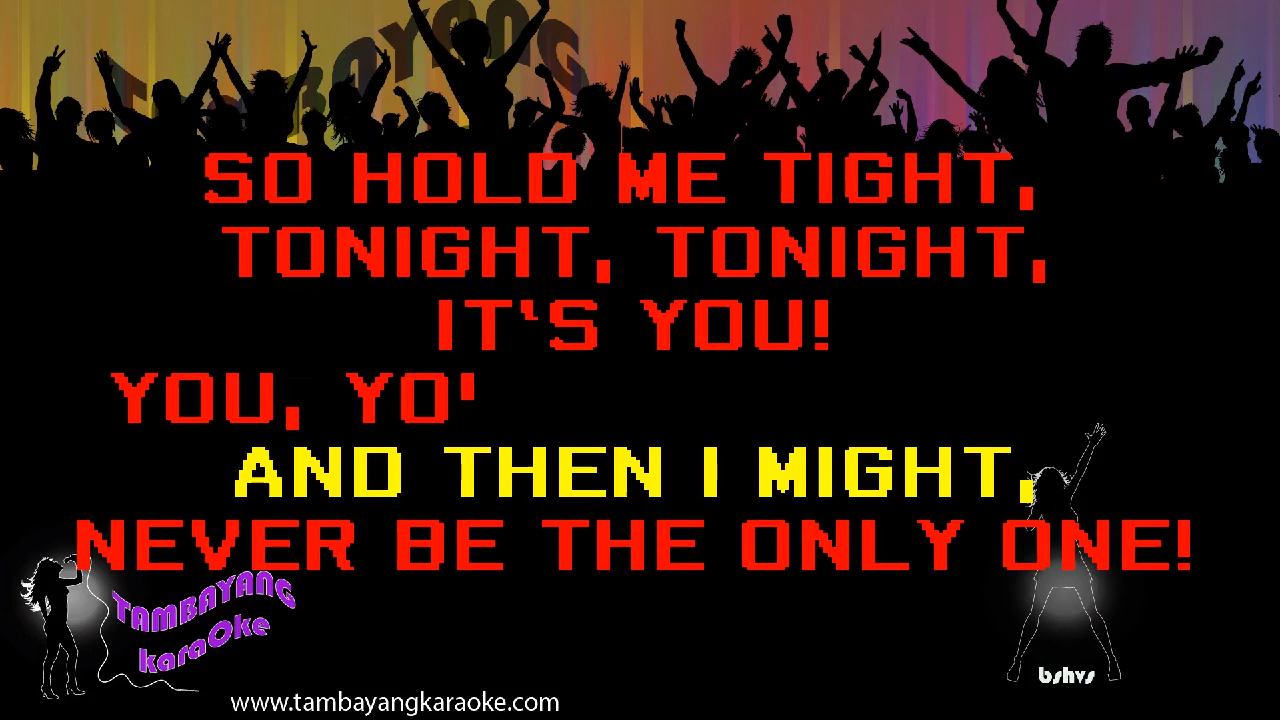 TAMBAYANG
SO HOLD ME TIGHT,
TONIGHT, TONIGHT,
IT'S YOU!
YOU, YO'
AND THEN I MIGHT,
NEVER BE THE ONLY ONE!
TAMBAYANG
karaOke
bshvs
www.tambayangkaraoke.com